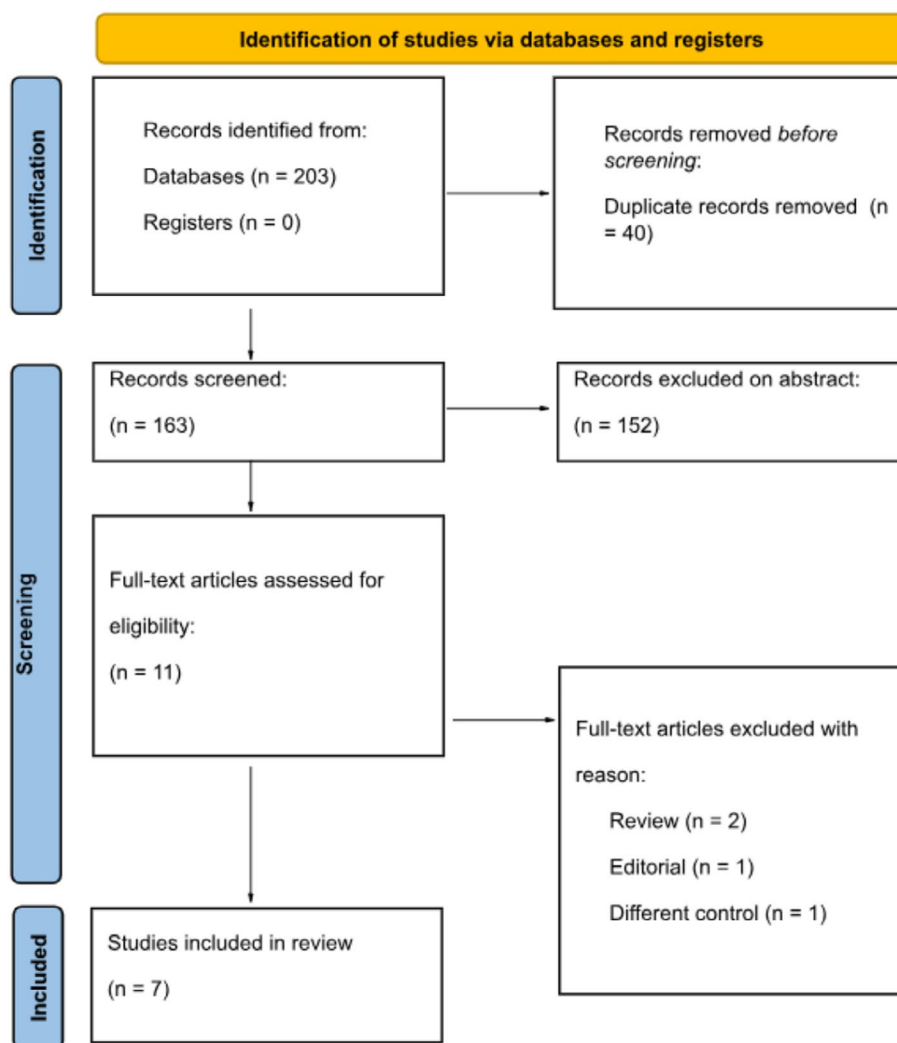 Identification of studies via databases and registers
Identification
Records identified from:
Databases (n = 203)
Registers (n = 0)
Records removed before
screening:
Duplicate records removed (n
= 40)
Screening
Records screened:
(n = 163)
Records excluded on abstract:
(n = 152)
Full-text articles assessed for
eligibility:
(n = 11)
Full-text articles excluded with
reason:
Review (n = 2)
Editorial (n = 1)
Different control (n = 1)
Included
Studies included in review
(n = 7)